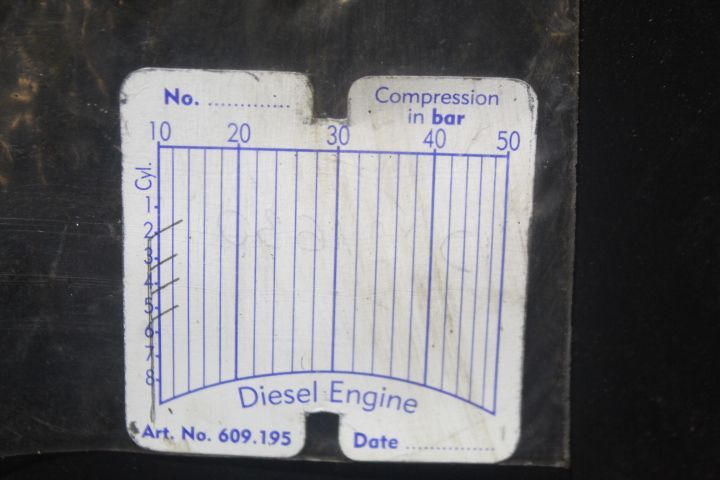 No. ..............
Compression
in bar
10 20 30 40 50
Cyl.
1
2
3
4
5
6
7
8
Diesel Engine
Art. No. 609.195
Date ..............